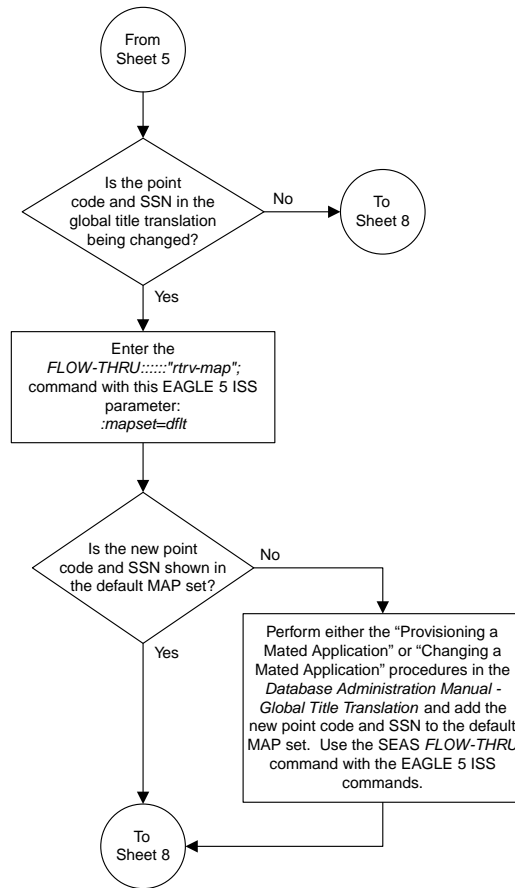 From
Sheet 5
Is the point
code and SSN in the
global title translation
being changed?
No
To
Sheet 8
Yes
Enter the
FLOW-THRU::::::"rtrv-map";
command with this EAGLE 5 ISS
parameter:
:mapset=dflt
Is the new point
code and SSN shown in
the default MAP set?
No
Yes
Perform either the “Provisioning a
Mated Application” or “Changing a
Mated Application” procedures in the
Database Administration Manual -
Global Title Translation and add the
new point code and SSN to the default
MAP set.  Use the SEAS FLOW-THRU
command with the EAGLE 5 ISS
commands.
To
Sheet 8